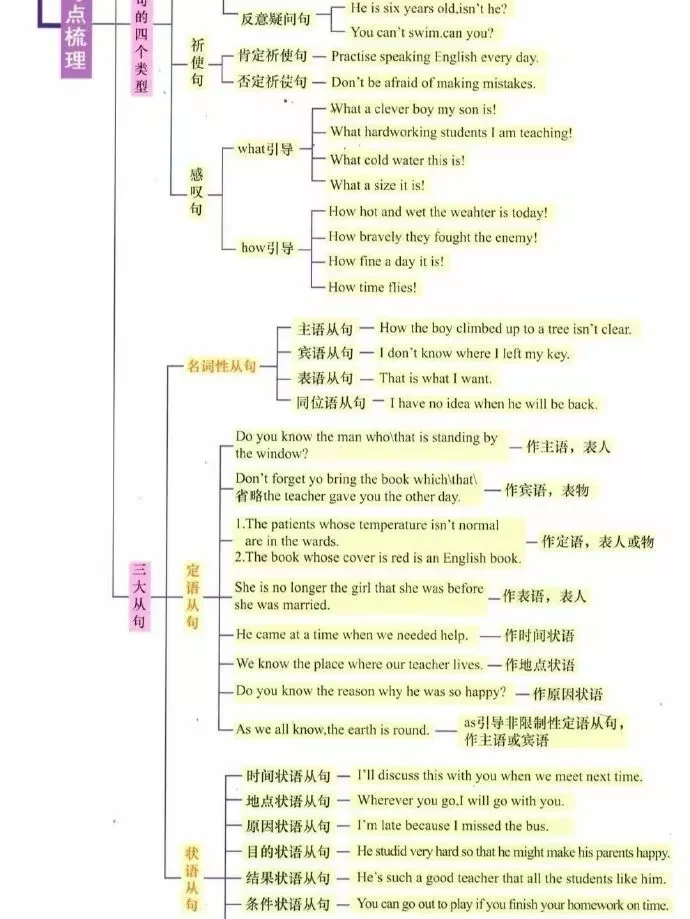 点梳理
句的四个类型
反意疑问句
He is six years old,isn't he?
You can't swim,can you?
祈使句
肯定祈使句
Practise speaking English every day.
否定祈使句
Don't be afraid of making mistakes.
感叹句
what引导
What a clever boy my son is!
What hardworking students I am teaching!
What cold water this is!
What a size it is!
how引导
How hot and wet the weahter is today!
How bravely they fought the enemy!
How fine a day it is!
How time flies!
三大从句
名词性从句
主语从句
How the boy climbed up to a tree isn't clear.
宾语从句
I don't know where I left my key.
表语从句
That is what I want.
同位语从句
I have no idea when he will be back.
定语从句
Do you know the man who\that is standing by
the window?
作主语，表人
Don't forget yo bring the book which\that\
省略the teacher gave you the other day.
作宾语，表物
1.The patients whose temperature isn't normal
are in the wards.
2.The book whose cover is red is an English book.
作定语，表人或物
She is no longer the girl that she was before
she was married.
作表语，表人
He came at a time when we needed help.
作时间状语
We know the place where our teacher lives.
作地点状语
Do you know the reason why he was so happy?
作原因状语
As we all know,the earth is round.
as引导非限制性定语从句，
作主语或宾语
状语从句
时间状语从句
I'll discuss this with you when we meet next time.
地点状语从句
Wherever you go,I will go with you.
原因状语从句
I'm late because I missed the bus.
目的状语从句
He studid very hard so that he might make his parents happy.
结果状语从句
He's such a good teacher that all the students like him.
条件状语从句
You can go out to play if you finish your homework on time.